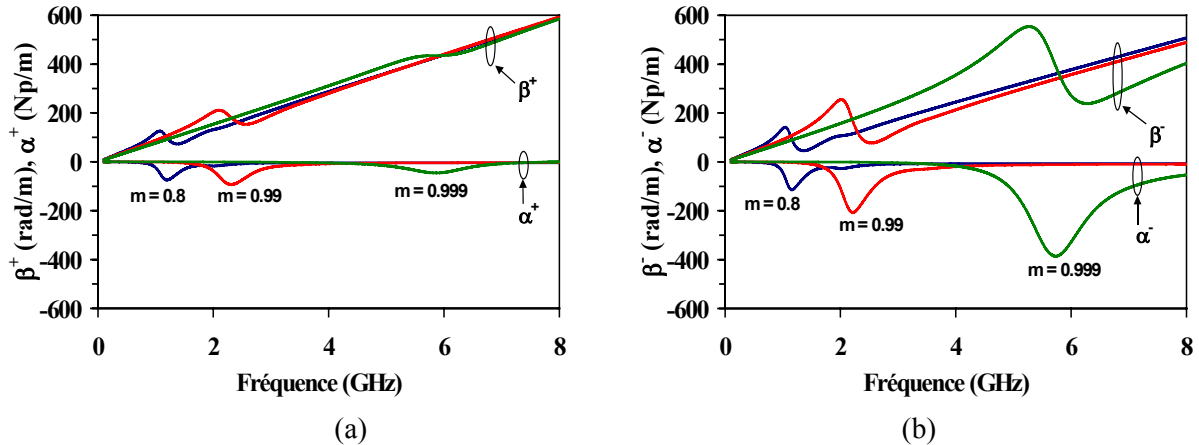 600
400
200
0
-200
-400
-600
β⁺ (rad/m), α⁺ (Np/m)
β⁺
α⁺
m = 0.8
m = 0.99
m = 0.999
0 2 4 6 8
Fréquence (GHz)
(a)
600
400
200
0
-200
-400
-600
β⁻ (rad/m), α⁻ (Np/m)
β⁻
α⁻
m = 0.8
m = 0.99
m = 0.999
0 2 4 6 8
Fréquence (GHz)
(b)